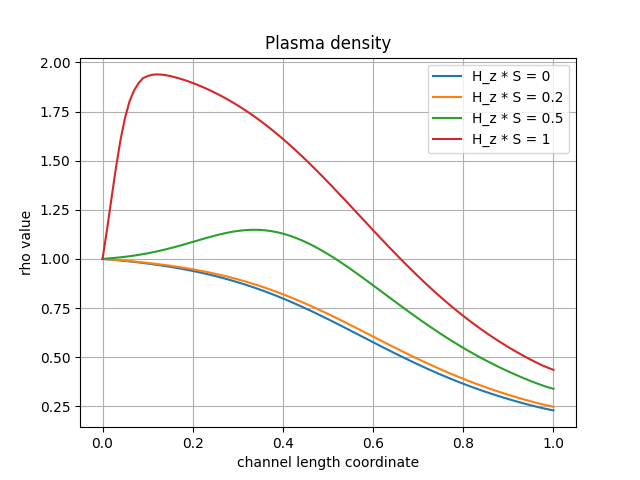 Plasma density
H_z * S = 0
H_z * S = 0.2
H_z * S = 0.5
H_z * S = 1
rho value
2.00
1.75
1.50
1.25
1.00
0.75
0.50
0.25
0.0 0.2 0.4 0.6 0.8 1.0
channel length coordinate